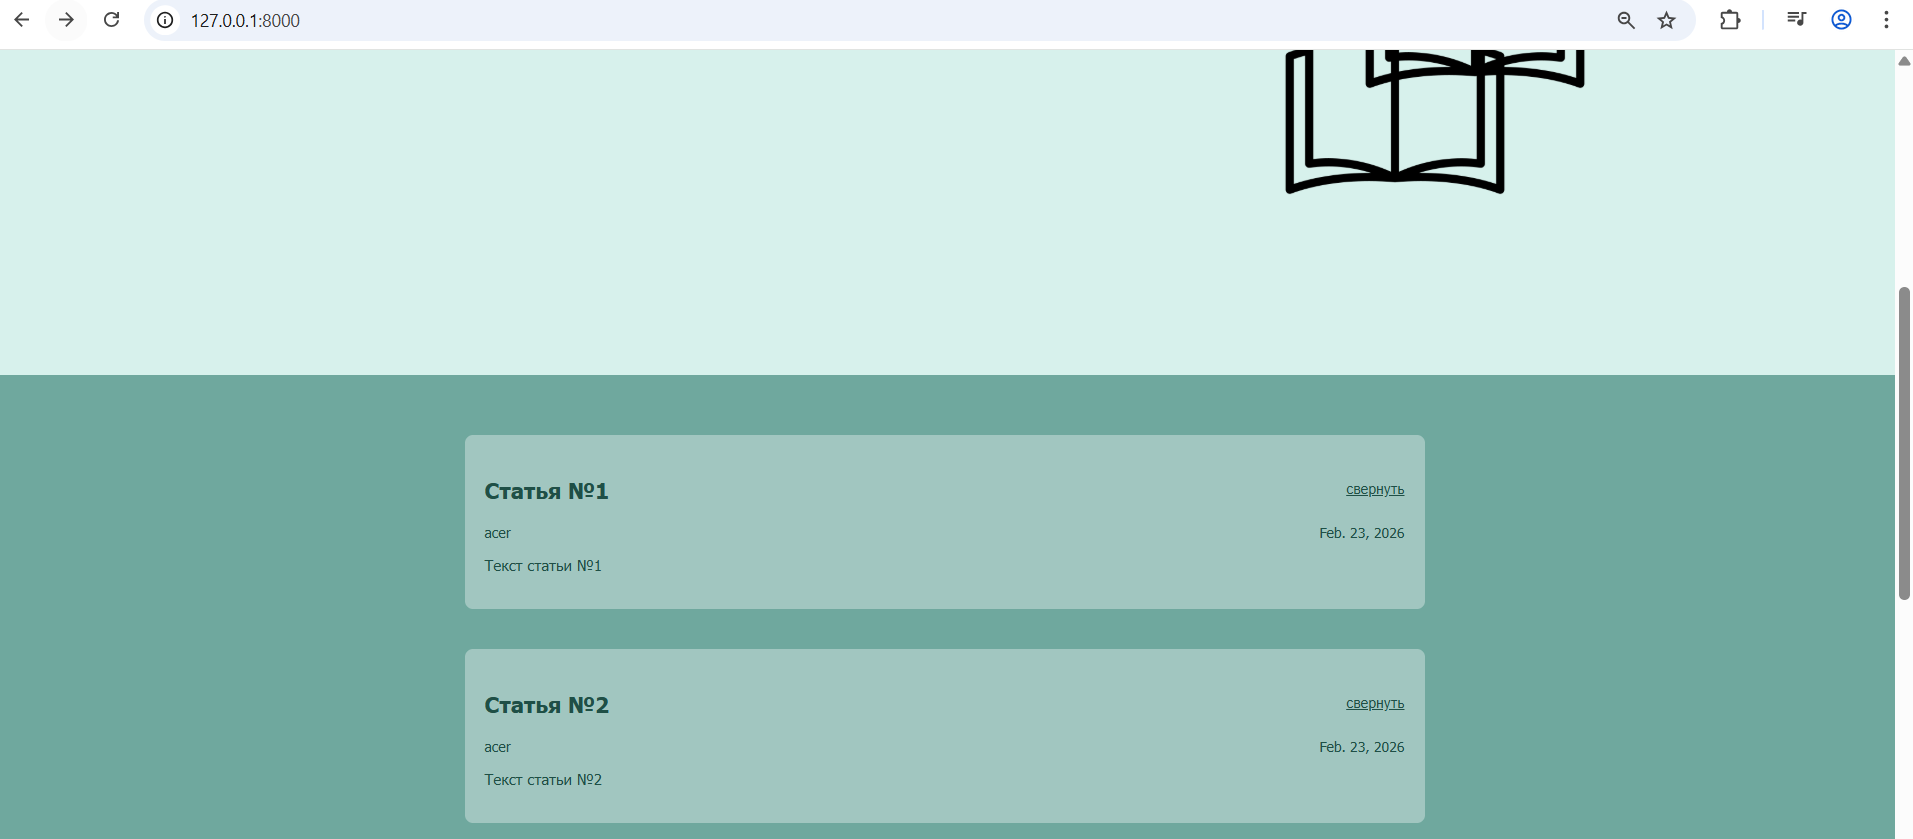 127.0.0.1:8000
Статья №1 свернуть
acer Feb. 23, 2026
Текст статьи №1
Статья №2 свернуть
acer Feb. 23, 2026
Текст статьи №2